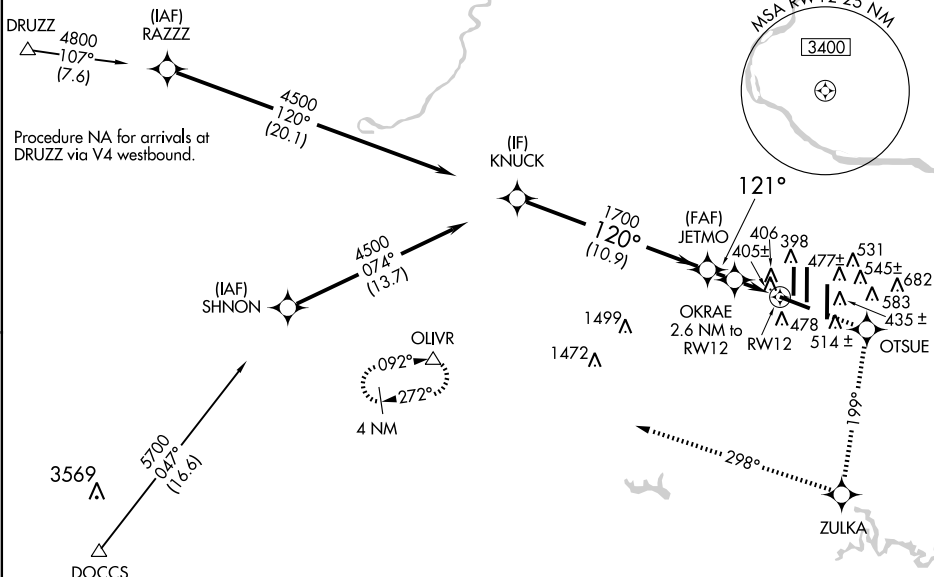 DRUZZ
4800
107°
(7.6)
(IAF)
RAZZZ
4500
120°
(20.1)
Procedure NA for arrivals at
DRUZZ via V4 westbound.
MSA RW12 25 NM
3400
(IF)
KNUCK
121°
1700
120°
(10.9)
(FAF)
JETMO
406
405±
398
477±
531
545±
682
583
435±
4500
074°
(13.7)
(IAF)
SHNON
OKRAE
2.6 NM to
RW12
RW12
478
514 ±
OTSUE
1499
1472
OLIVR
092°
272°
4 NM
199°
298°
ZULKA
5700
047°
(16.6)
3569
DOCCS